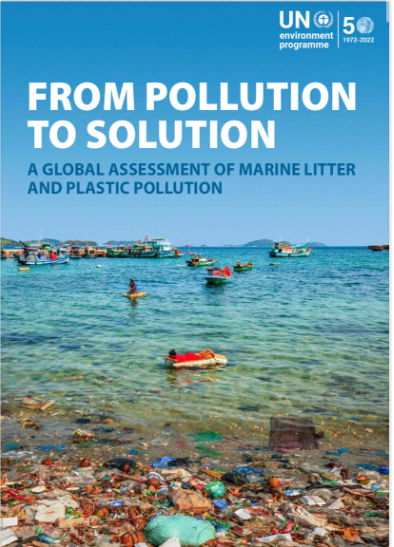 UN
environment
programme
50
1972-2022
FROM POLLUTION
TO SOLUTION
A GLOBAL ASSESSMENT OF MARINE LITTER
AND PLASTIC POLLUTION